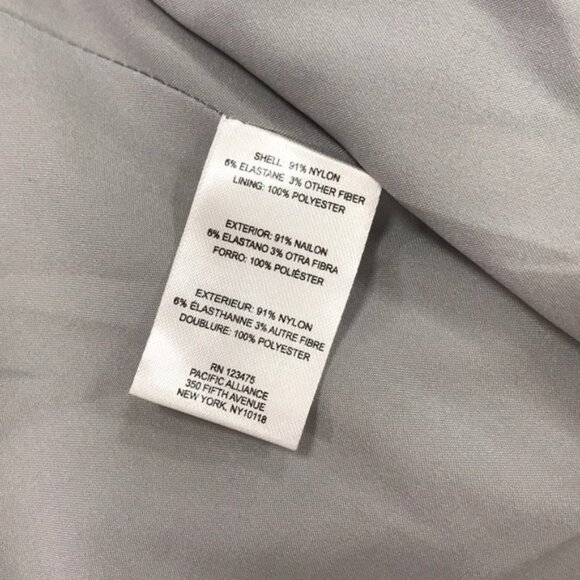 SHELL: 91% NYLON
6% ELASTANE 3% OTHER FIBER
LINING: 100% POLYESTER
EXTERIOR: 91% NAILON
6% ELASTANO 3% OTRA FIBRA
FORRO: 100% POLIÉSTER
EXTERIEUR: 91% NYLON
6% ÉLASTHANNE 3% AUTRE FIBRE
DOUBLURE: 100% POLYESTER
RN 123475
PACIFIC ALLIANCE
350 FIFTH AVENUE
NEW YORK, NY10118